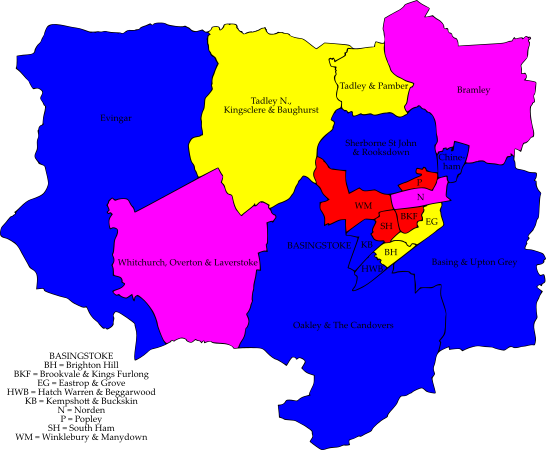 Tadley & Pamber
Bramley
Tadley N.,
Kingsclere & Baughurst
Evingar
Sherborne St John
& Rooksdown
Chine-
ham
P
N
WM
BKF
EG
SH
BASINGSTOKE
KB
BH
HWB
Whitchurch, Overton & Laverstoke
Basing & Upton Grey
Oakley & The Candovers
BASINGSTOKE
BH = Brighton Hill
BKF = Brookvale & Kings Furlong
EG = Eastrop & Grove
HWB = Hatch Warren & Beggarwood
KB = Kempshott & Buckskin
N = Norden
P = Popley
SH = South Ham
WM = Winklebury & Manydown